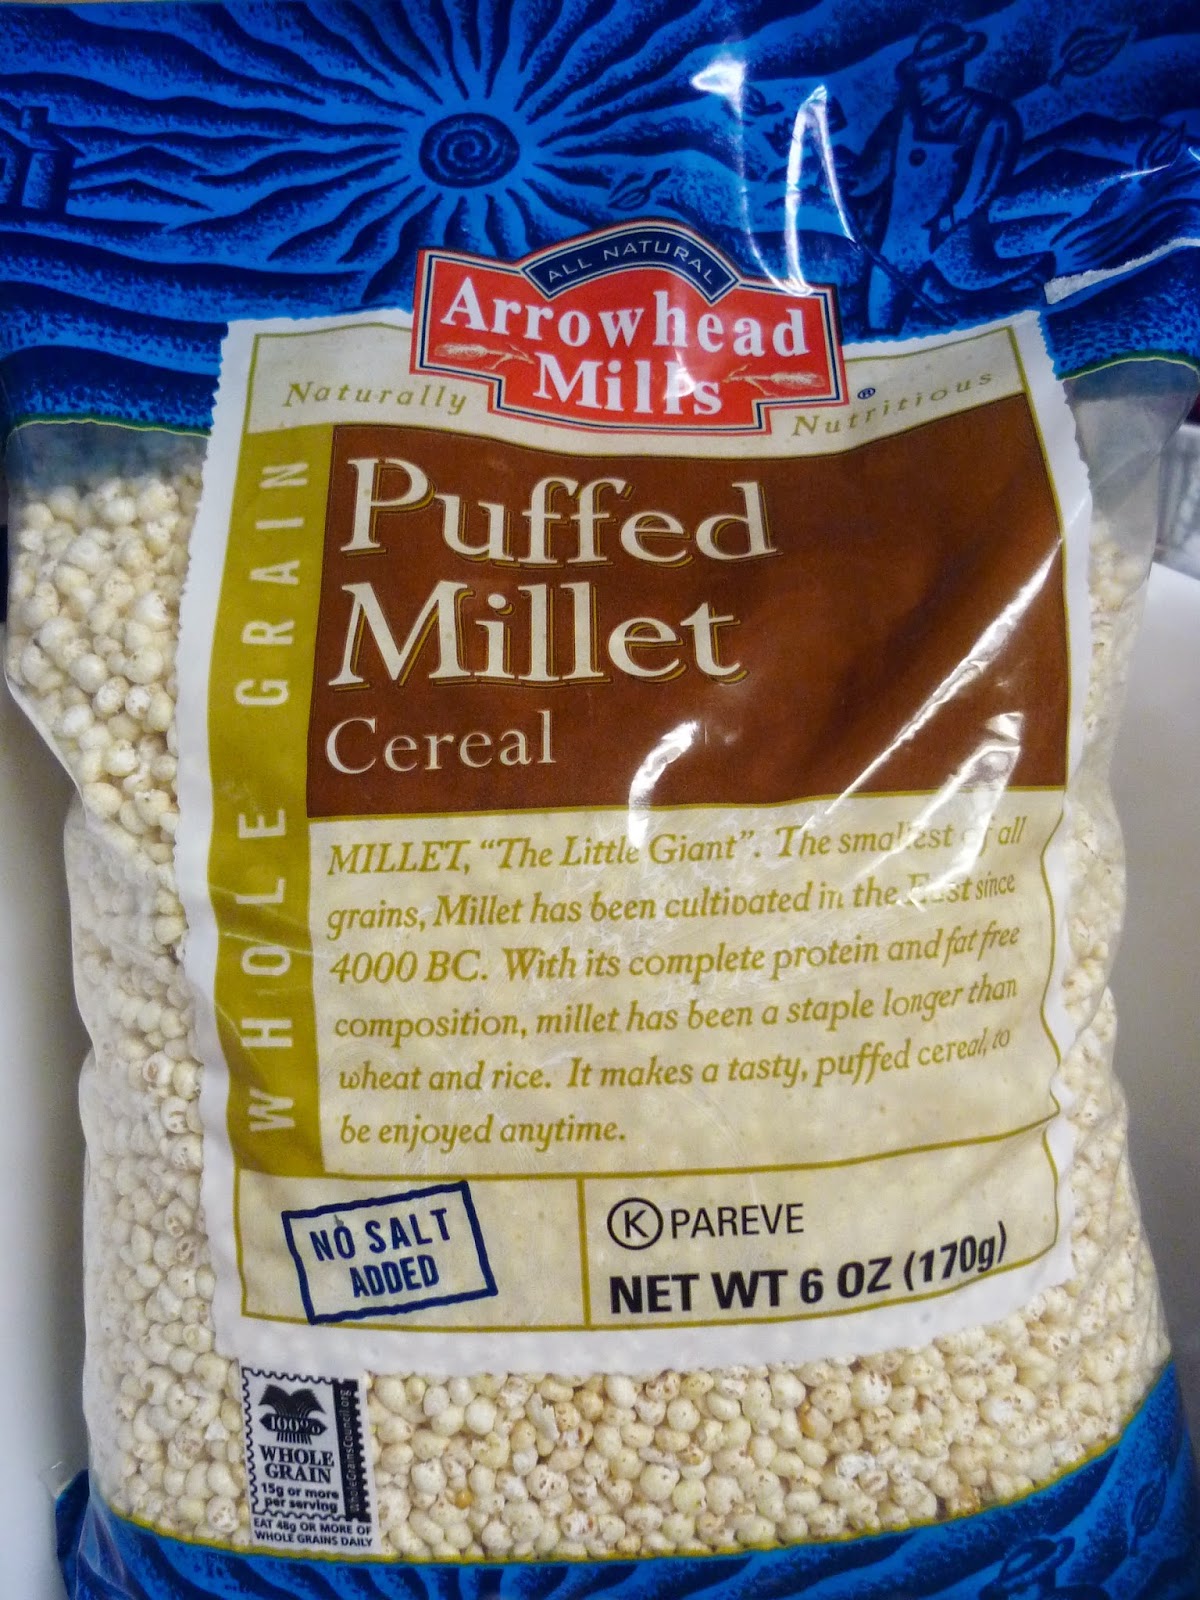 ALL NATURAL
Arrowhead
Mills®
Naturally
Nutritious
WHOLE GRAIN
Puffed
Millet
Cereal
MILLET, “The Little Giant”. The smallest of all
grains, Millet has been cultivated in the East since
4000 BC. With its complete protein and fat free
composition, millet has been a staple longer than
wheat and rice. It makes a tasty, puffed cereal, to
be enjoyed anytime.
NO SALT
ADDED
K PAREVE
NET WT 6 OZ (170g)
100%
WHOLE
GRAIN
15g or more
per serving
WholeGrainsCouncil.org
EAT 48g OR MORE OF
WHOLE GRAINS DAILY